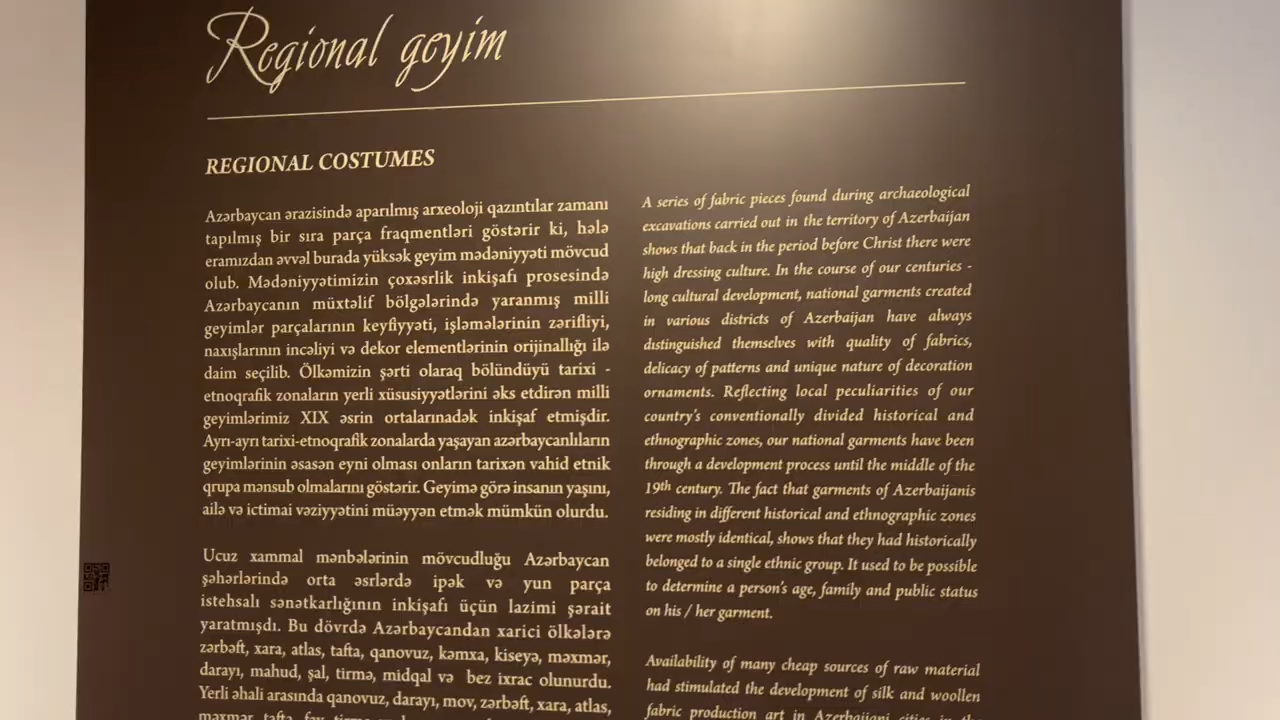 Regional geyim
REGIONAL COSTUMES
Azərbaycan ərazisində aparılmış arxeoloji qazıntılar zamanı
tapılmış bir sıra parça fraqmentləri göstərir ki, hələ
eramızdan əvvəl burada yüksək geyim mədəniyyəti mövcud
olub. Mədəniyyətimizin çoxəsrlik inkişafı prosesində
Azərbaycanın müxtəlif bölgələrində yaranmış milli
geyimlər parçalarının keyfiyyəti, işləmələrinin zərifliyi,
naxışlarının incəliyi və dekor elementlərinin orijinallığı ilə
daim seçilib. Ölkəmizin şərti olaraq bölündüyü tarixi -
etnoqrafik zonaların yerli xüsusiyyətlərini əks etdirən milli
geyimlərimiz XIX əsrin ortalarınadək inkişaf etmişdir.
Ayrı-ayrı tarixi-etnoqrafik zonalarda yaşayan azərbaycanlıların
geyimlərinin əsasən eyni olması onların tarixən vahid etnik
qrupa mənsub olmalarını göstərir. Geyimə görə insanın yaşını,
ailə və ictimai vəziyyətini müəyyən etmək mümkün olurdu.
Ucuz xammal mənbələrinin mövcudluğu Azərbaycan
şəhərlərində orta əsrlərdə ipək və yun parça
istehsalı sənətkarlığının inkişafı üçün lazimi şərait
yaratmışdı. Bu dövrdə Azərbaycandan xarici ölkələrə
zərbəft, xara, atlas, tafta, qanovuz, kəmxa, kiseyə, məxmər,
darayı, mahud, şal, tirmə, midqal və bez ixrac olunurdu.
Yerli əhali arasında qanovuz, darayı, mov, zərbəft, xara, atlas,
məxmər, tafta, fay, tirmə
A series of fabric pieces found during archaeological
excavations carried out in the territory of Azerbaijan
shows that back in the period before Christ there were
high dressing culture. In the course of our centuries -
long cultural development, national garments created
in various districts of Azerbaijan have always
distinguished themselves with quality of fabrics,
delicacy of patterns and unique nature of decoration
ornaments. Reflecting local peculiarities of our
country's conventionally divided historical and
ethnographic zones, our national garments have been
through a development process until the middle of the
19th century. The fact that garments of Azerbaijanis
residing in different historical and ethnographic zones
were mostly identical, shows that they had historically
belonged to a single ethnic group. It used to be possible
to determine a person's age, family and public status
on his / her garment.
Availability of many cheap sources of raw material
had stimulated the development of silk and woollen
fabric production art in Azerbaijani cities in the